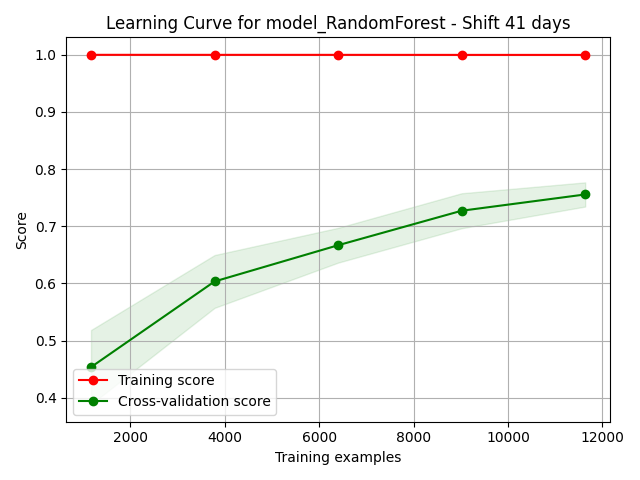 Learning Curve for model_RandomForest - Shift 41 days
1.0
0.9
0.8
0.7
0.6
0.5
0.4
Score
Training score
Cross-validation score
2000 4000 6000 8000 10000 12000
Training examples